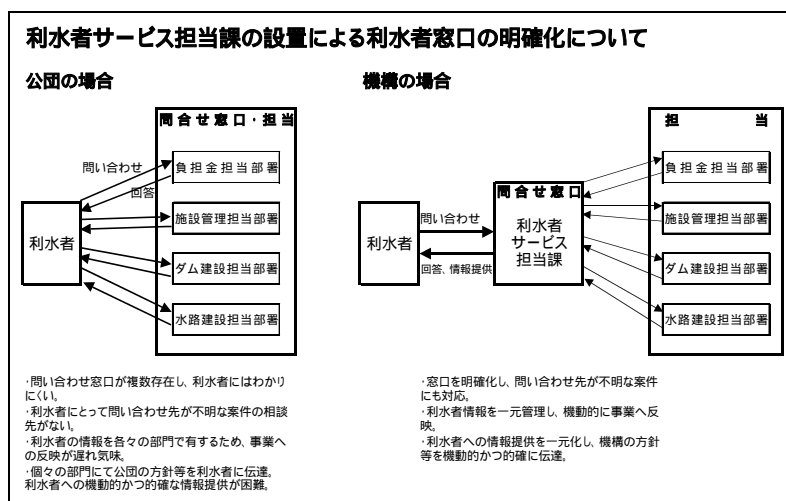 利水者サービス担当課の設置による利水者窓口の明確化について
公団の場合
問合せ窓口・担当
問い合わせ
回答
利水者
負担金担当部署
施設管理担当部署
ダム建設担当部署
水路建設担当部署
・問い合わせ窓口が複数存在し、利水者にはわかり
にくい。
・利水者にとって問い合わせ先が不明な案件の相談
先がない。
・利水者の情報を各々の部門で有するため、事業へ
の反映が遅れ気味。
・個々の部門にて公団の方針等を利水者に伝達。
利水者への機動的かつ的確な情報提供が困難。
機構の場合
担 当
問合せ窓口
利水者
問い合わせ
回答、情報提供
利水者
サービス
担当課
負担金担当部署
施設管理担当部署
ダム建設担当部署
水路建設担当部署
・窓口を明確化し、問い合わせ先が不明な案件
にも対応。
・利水者情報を一元管理し、機動的に事業へ反
映。
・利水者への情報提供を一元化し、機構の方針
等を機動的かつ的確に伝達。